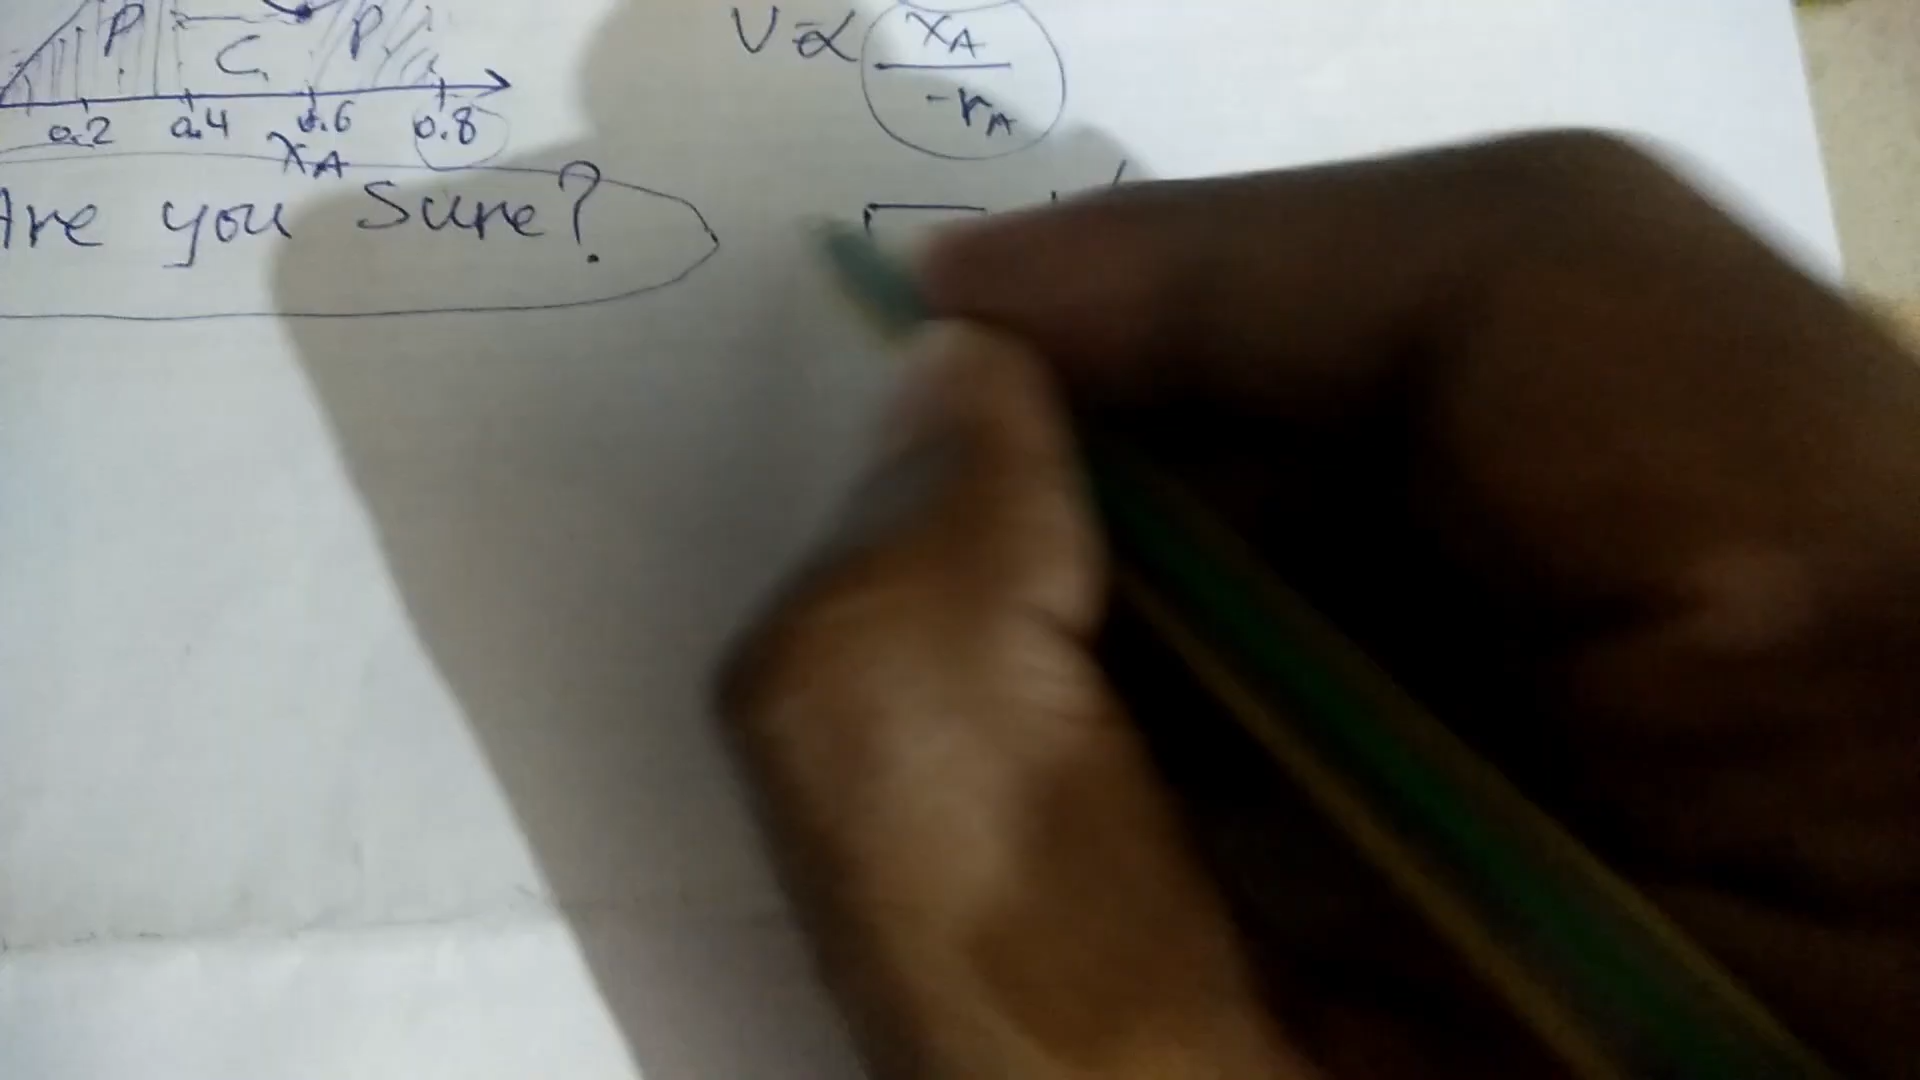 P C P
0.2 0.4 0.6 0.8
XA
Are you Sure?
V ∝ XA
-rA